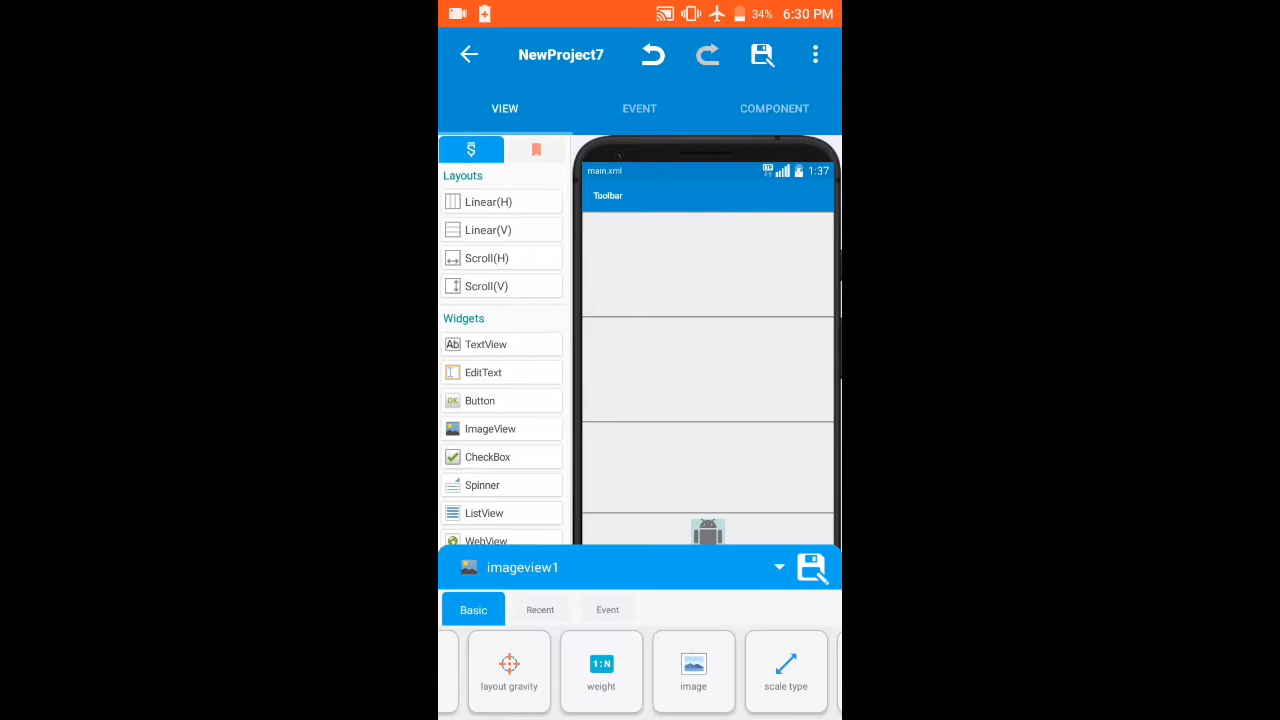 34% 6:30 PM
NewProject7
VIEW EVENT COMPONENT
main.xml 1:37
Toolbar
Layouts
Linear(H)
Linear(V)
Scroll(H)
Scroll(V)
Widgets
Ab TextView
EditText
OK Button
ImageView
CheckBox
Spinner
ListView
WebView
imageview1
Basic Recent Event
1:N
layout gravity weight image scale type